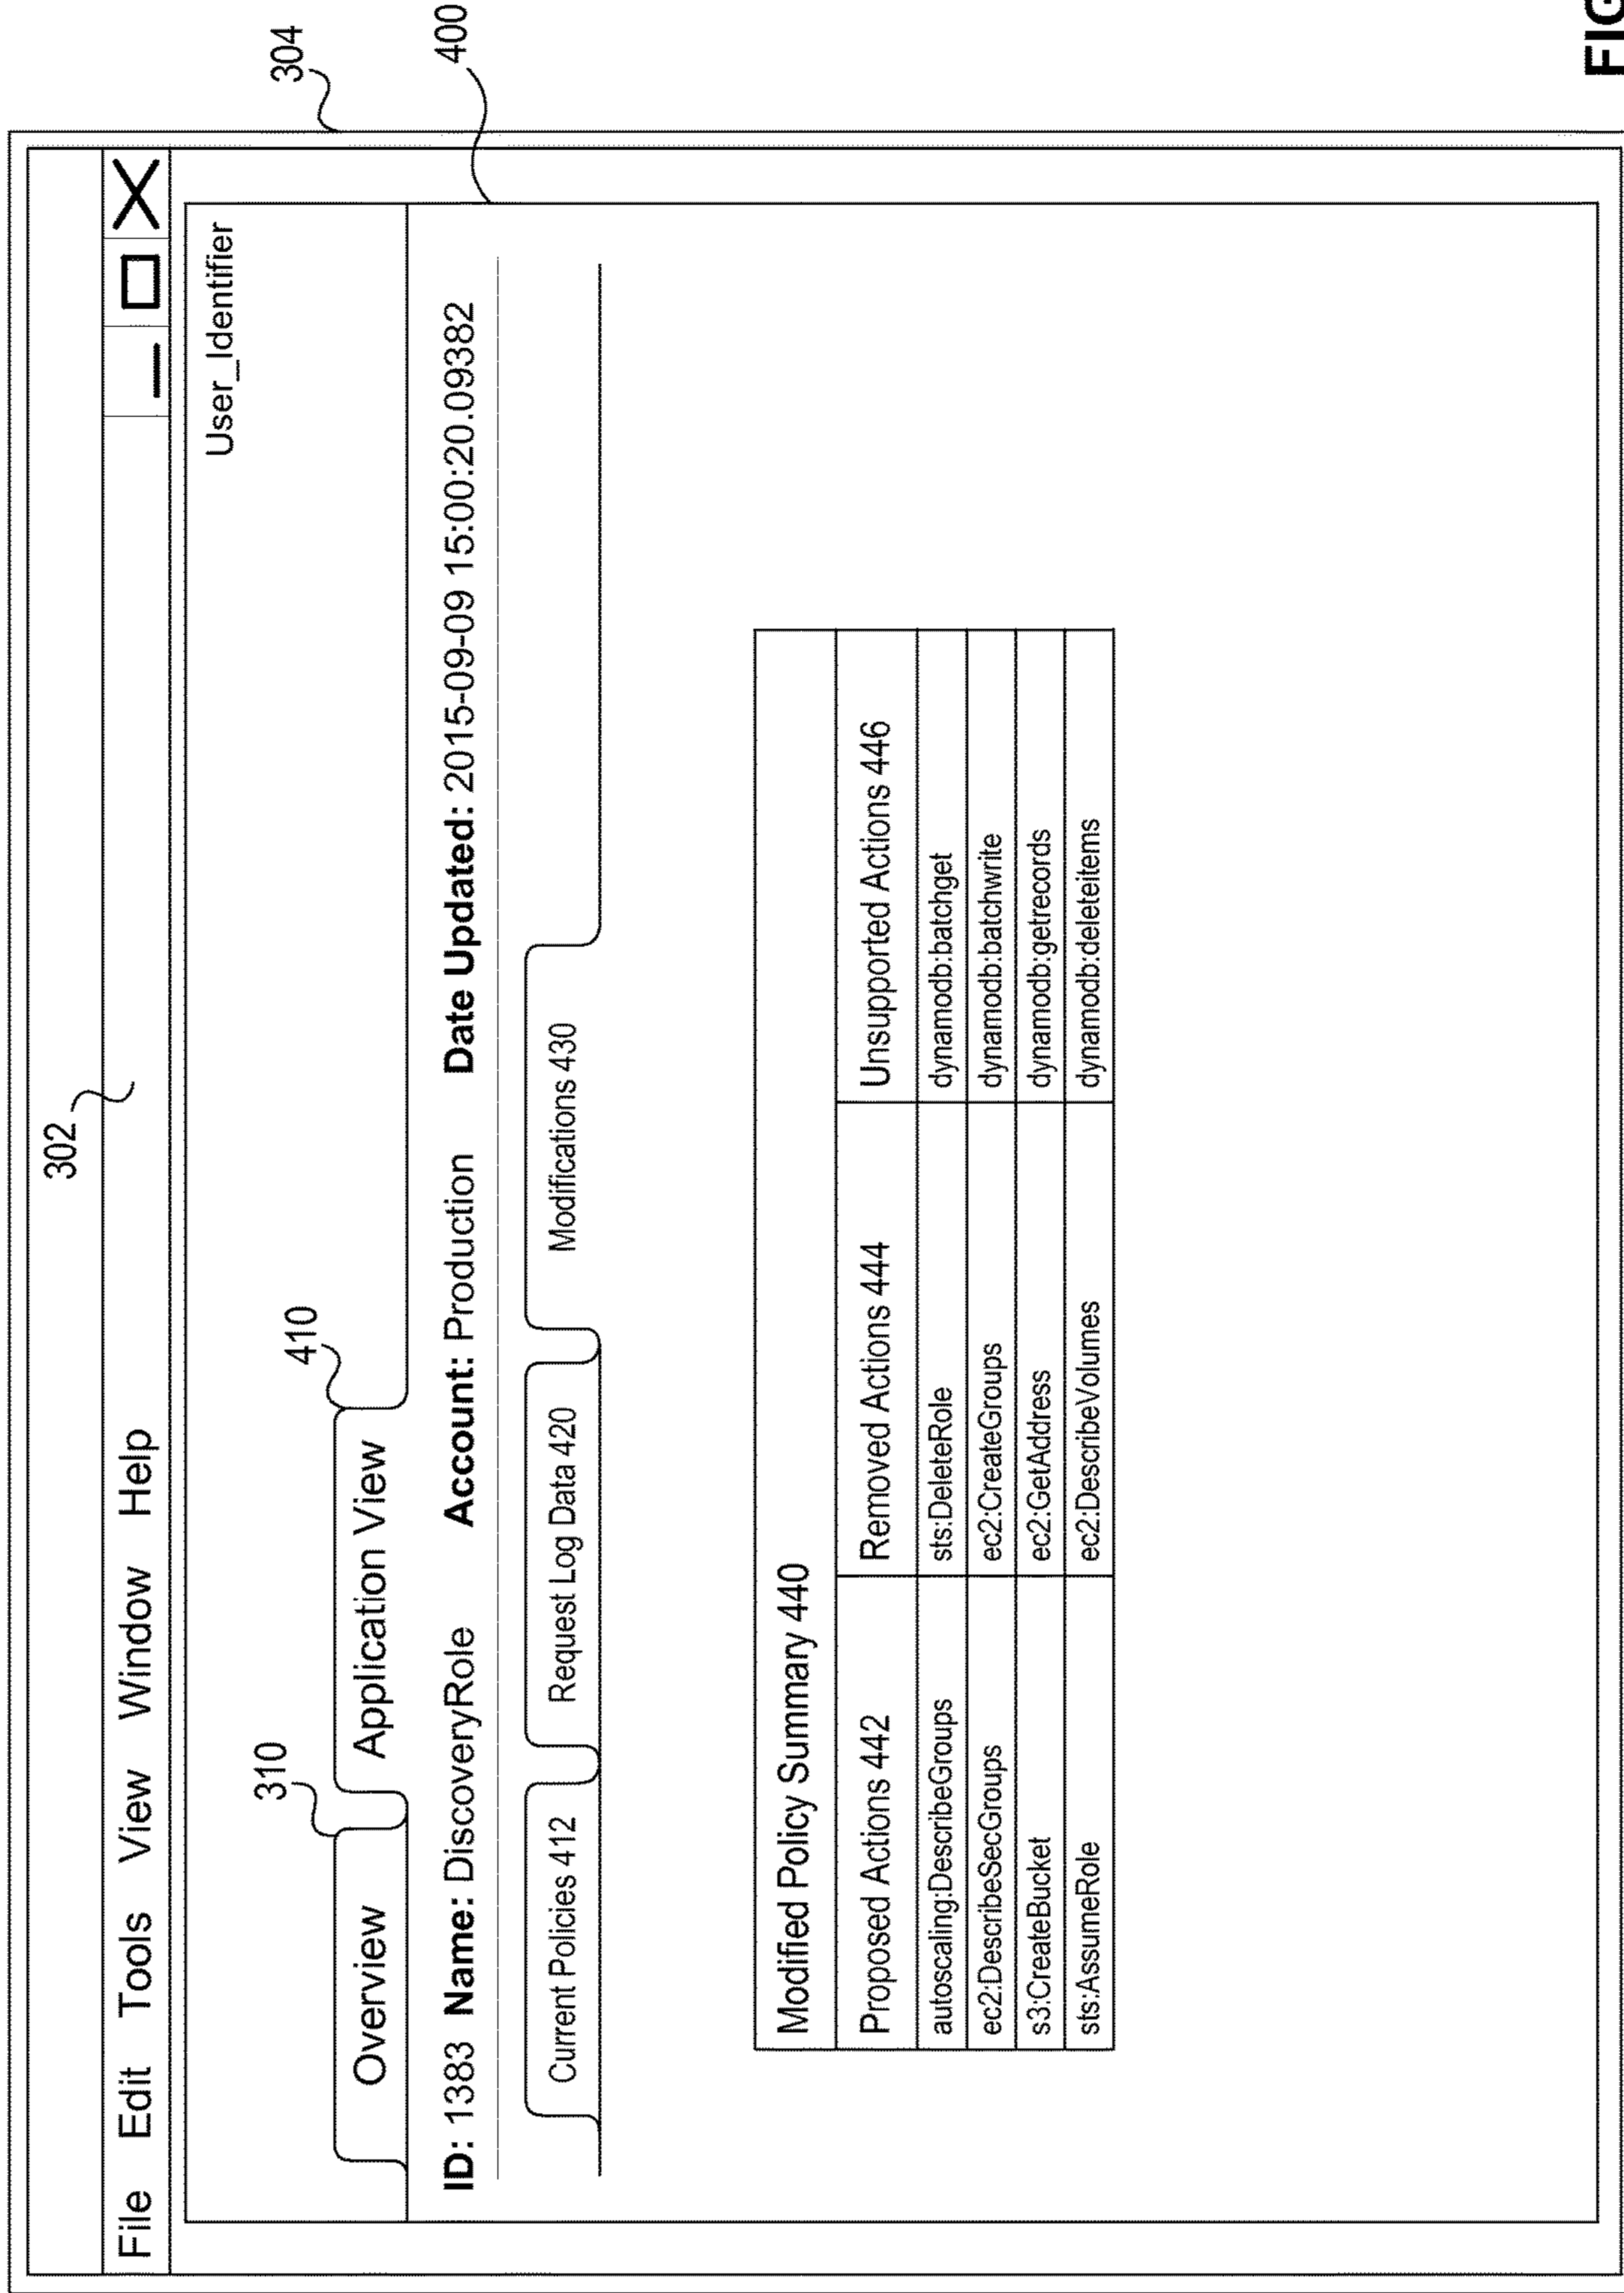 302
File Edit Tools View Window Help
User_Identifier
304
310
410
Overview
Application View
400
ID: 1383 Name: DiscoveryRole Account: Production Date Updated: 2015-09-09 15:00:20.09382
Current Policies 412
Request Log Data 420
Modifications 430
Modified Policy Summary 440
Proposed Actions 442 Removed Actions 444 Unsupported Actions 446
autoscaling:DescribeGroups sts:DeleteRole dynamodb:batchget
ec2:DescribeSecGroups ec2:CreateGroups dynamodb:batchwrite
s3:CreateBucket ec2:GetAddress dynamodb:getrecords
sts:AssumeRole ec2:DescribeVolumes dynamodb:deleteitems